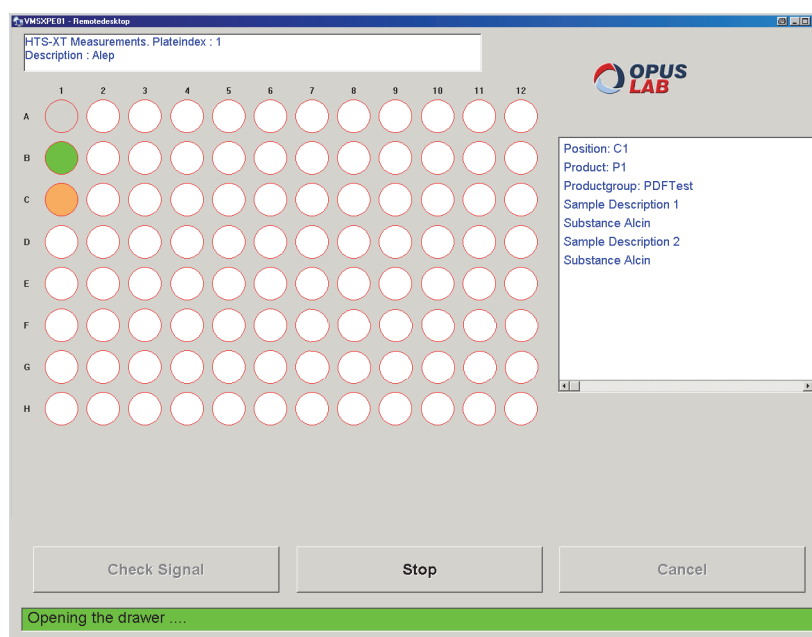 VMSXPE01 - Remotedesktop
HTS-XT Measurements. Plateindex : 1
Description : Alep
OPUS
LAB
1 2 3 4 5 6 7 8 9 10 11 12
A
B
C
D
E
F
G
H
Position: C1
Product: P1
Productgroup: PDFTest
Sample Description 1
Substance Alcin
Sample Description 2
Substance Alcin
Check Signal
Stop
Cancel
Opening the drawer ....